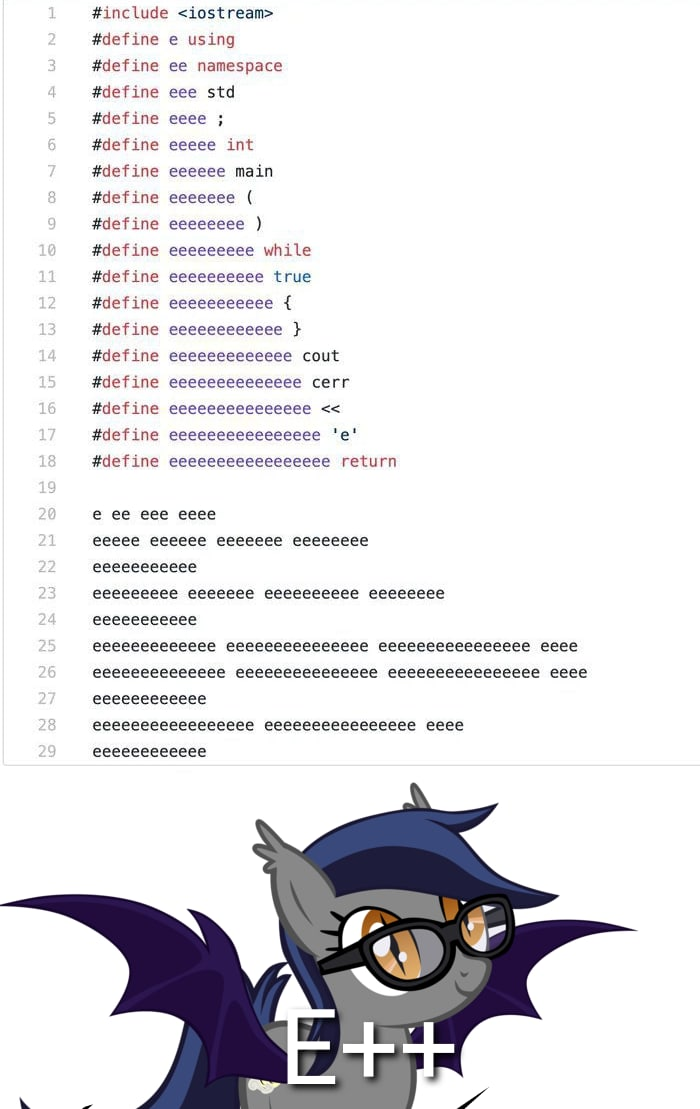 1 #include <iostream>
2 #define e using
3 #define ee namespace
4 #define eee std
5 #define eeee ;
6 #define eeeee int
7 #define eeeeee main
8 #define eeeeeee (
9 #define eeeeeeee )
10 #define eeeeeeeee while
11 #define eeeeeeeeee true
12 #define eeeeeeeeeee {
13 #define eeeeeeeeeeee }
14 #define eeeeeeeeeeeee cout
15 #define eeeeeeeeeeeeee cerr
16 #define eeeeeeeeeeeeeee <<
17 #define eeeeeeeeeeeeeeee 'e'
18 #define eeeeeeeeeeeeeeeee return
19
20 e ee eee eeee
21 eeeee eeeeee eeeeeee eeeeeeee
22 eeeeeeeeeee
23 eeeeeeeee eeeeeee eeeeeeeeee eeeeeeee
24 eeeeeeeeeee
25 eeeeeeeeeeeee eeeeeeeeeeeeeee eeeeeeeeeeeeeeee eeee
26 eeeeeeeeeeeeee eeeeeeeeeeeeeee eeeeeeeeeeeeeeee eeee
27 eeeeeeeeeeee
28 eeeeeeeeeeeeeeeee eeeeeeeeeeeeeeee eeee
29 eeeeeeeeeeee
E++